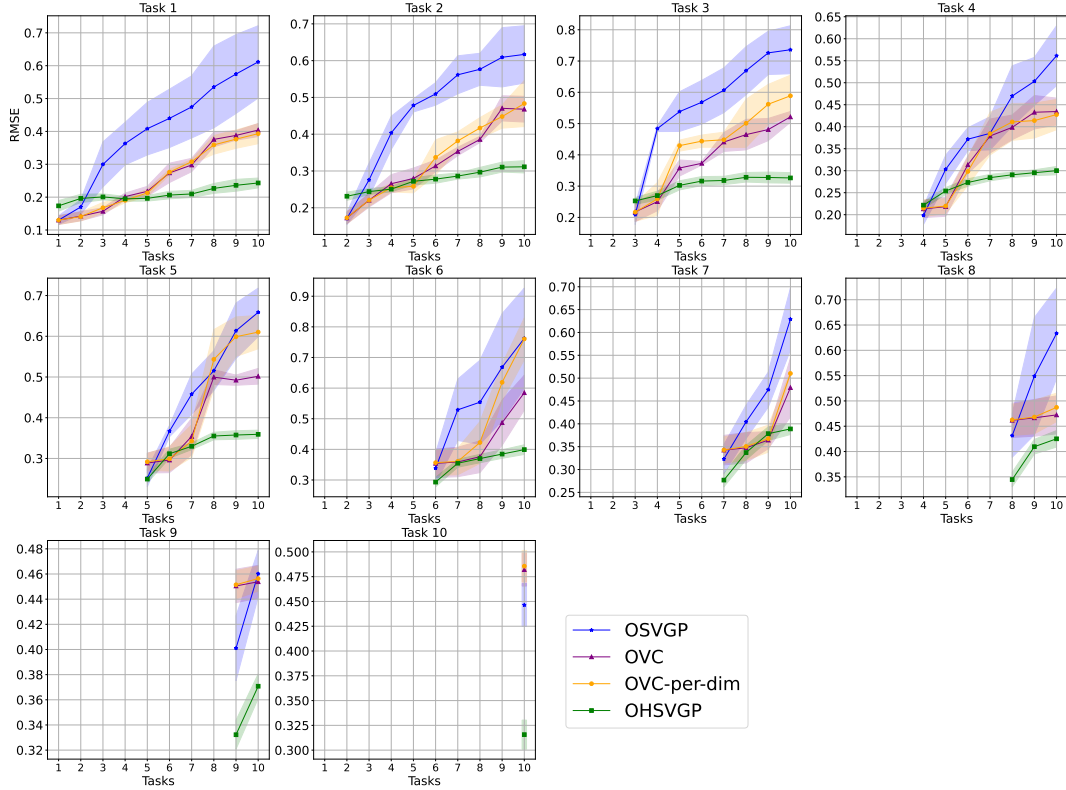 Task 1
Task 2
Task 3
Task 4
RMSE
0.7
0.6
0.5
0.4
0.3
0.2
0.1
0.7
0.6
0.5
0.4
0.3
0.2
0.8
0.7
0.6
0.5
0.4
0.3
0.2
0.65
0.60
0.55
0.50
0.45
0.40
0.35
0.30
0.25
0.20
1 2 3 4 5 6 7 8 9 10
1 2 3 4 5 6 7 8 9 10
1 2 3 4 5 6 7 8 9 10
1 2 3 4 5 6 7 8 9 10
Tasks
Tasks
Tasks
Tasks
Task 5
Task 6
Task 7
Task 8
0.7
0.6
0.5
0.4
0.3
0.9
0.8
0.7
0.6
0.5
0.4
0.3
0.70
0.65
0.60
0.55
0.50
0.45
0.40
0.35
0.30
0.25
0.70
0.65
0.60
0.55
0.50
0.45
0.40
0.35
1 2 3 4 5 6 7 8 9 10
1 2 3 4 5 6 7 8 9 10
1 2 3 4 5 6 7 8 9 10
1 2 3 4 5 6 7 8 9 10
Tasks
Tasks
Tasks
Tasks
Task 9
Task 10
0.48
0.46
0.44
0.42
0.40
0.38
0.36
0.34
0.32
0.500
0.475
0.450
0.425
0.400
0.375
0.350
0.325
0.300
1 2 3 4 5 6 7 8 9 10
1 2 3 4 5 6 7 8 9 10
Tasks
Tasks
OSVGP
OVC
OVC-per-dim
OHSVGP